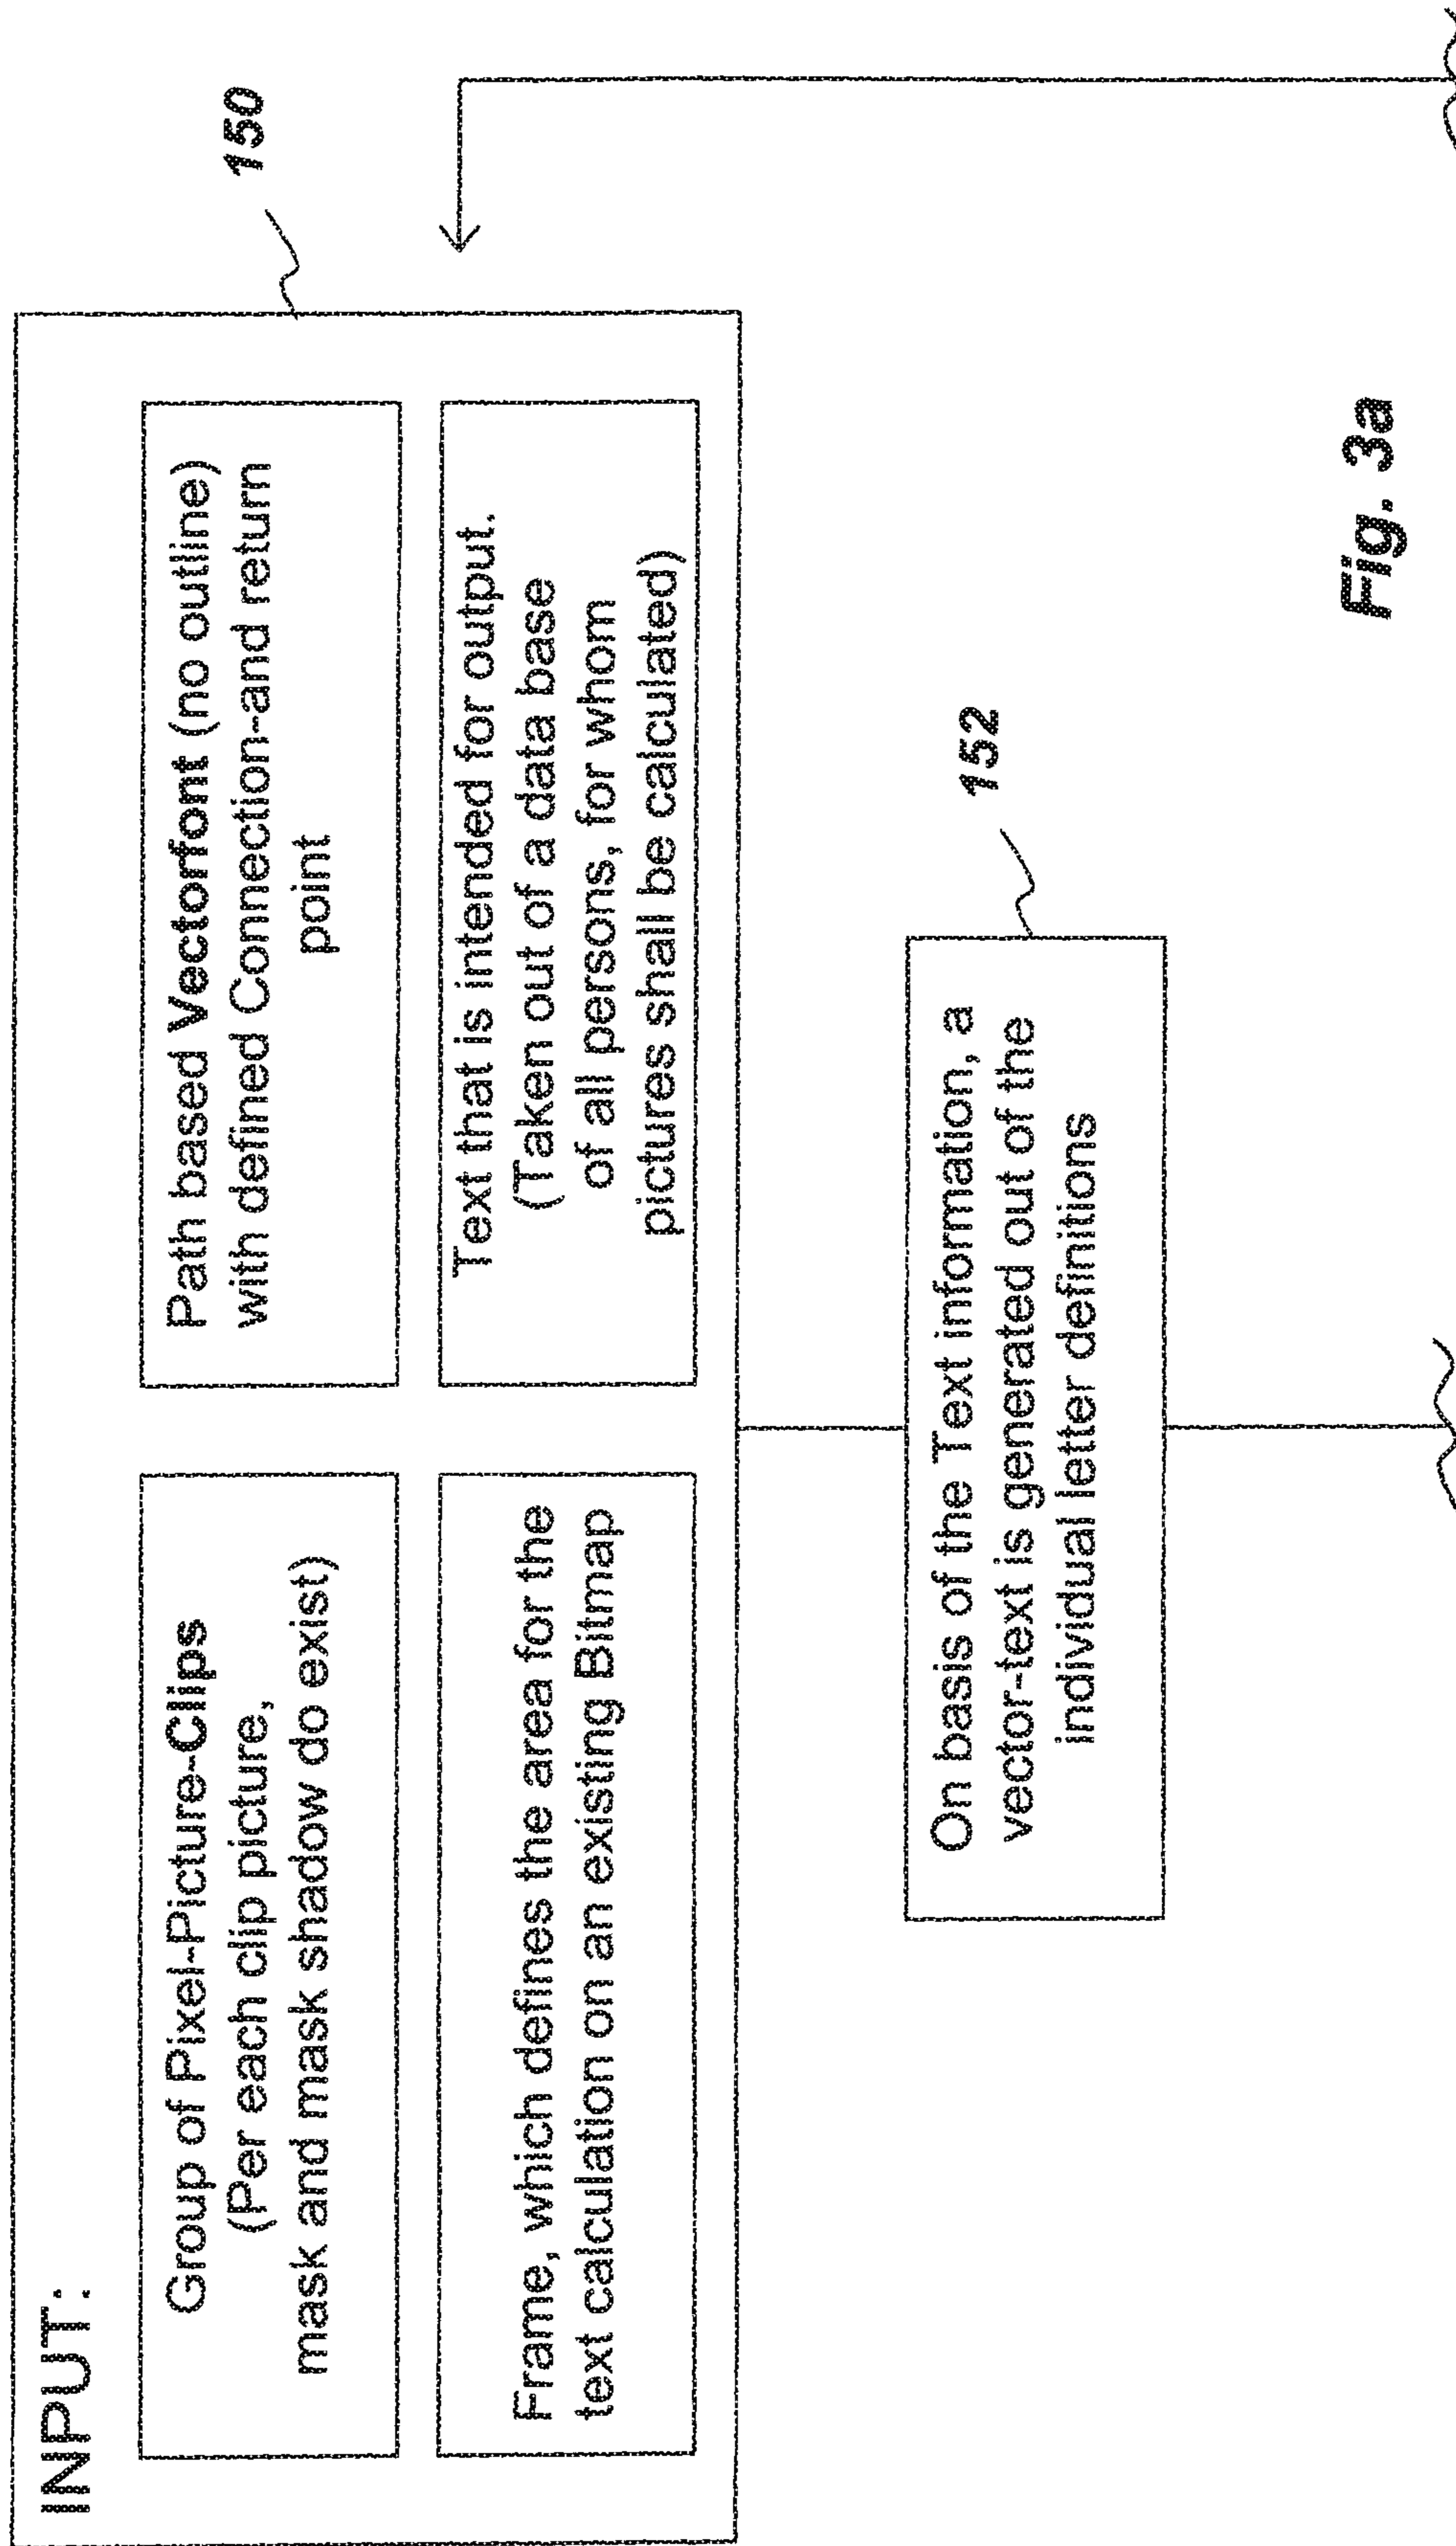 INPUT:
Group of Pixel-Picture-Clips
(Per each clip picture,
mask and mask shadow do exist)
Path based Vectorfont (no outline)
with defined Connection-and return
point
Frame, which defines the area for the
text calculation on an existing Bitmap
Text that is intended for output.
(Taken out of a data base
of all persons, for whom
pictures shall be calculated)
150
On basis of the Text information, a
vector-text is generated out of the
individual letter definitions
152
Fig. 3a